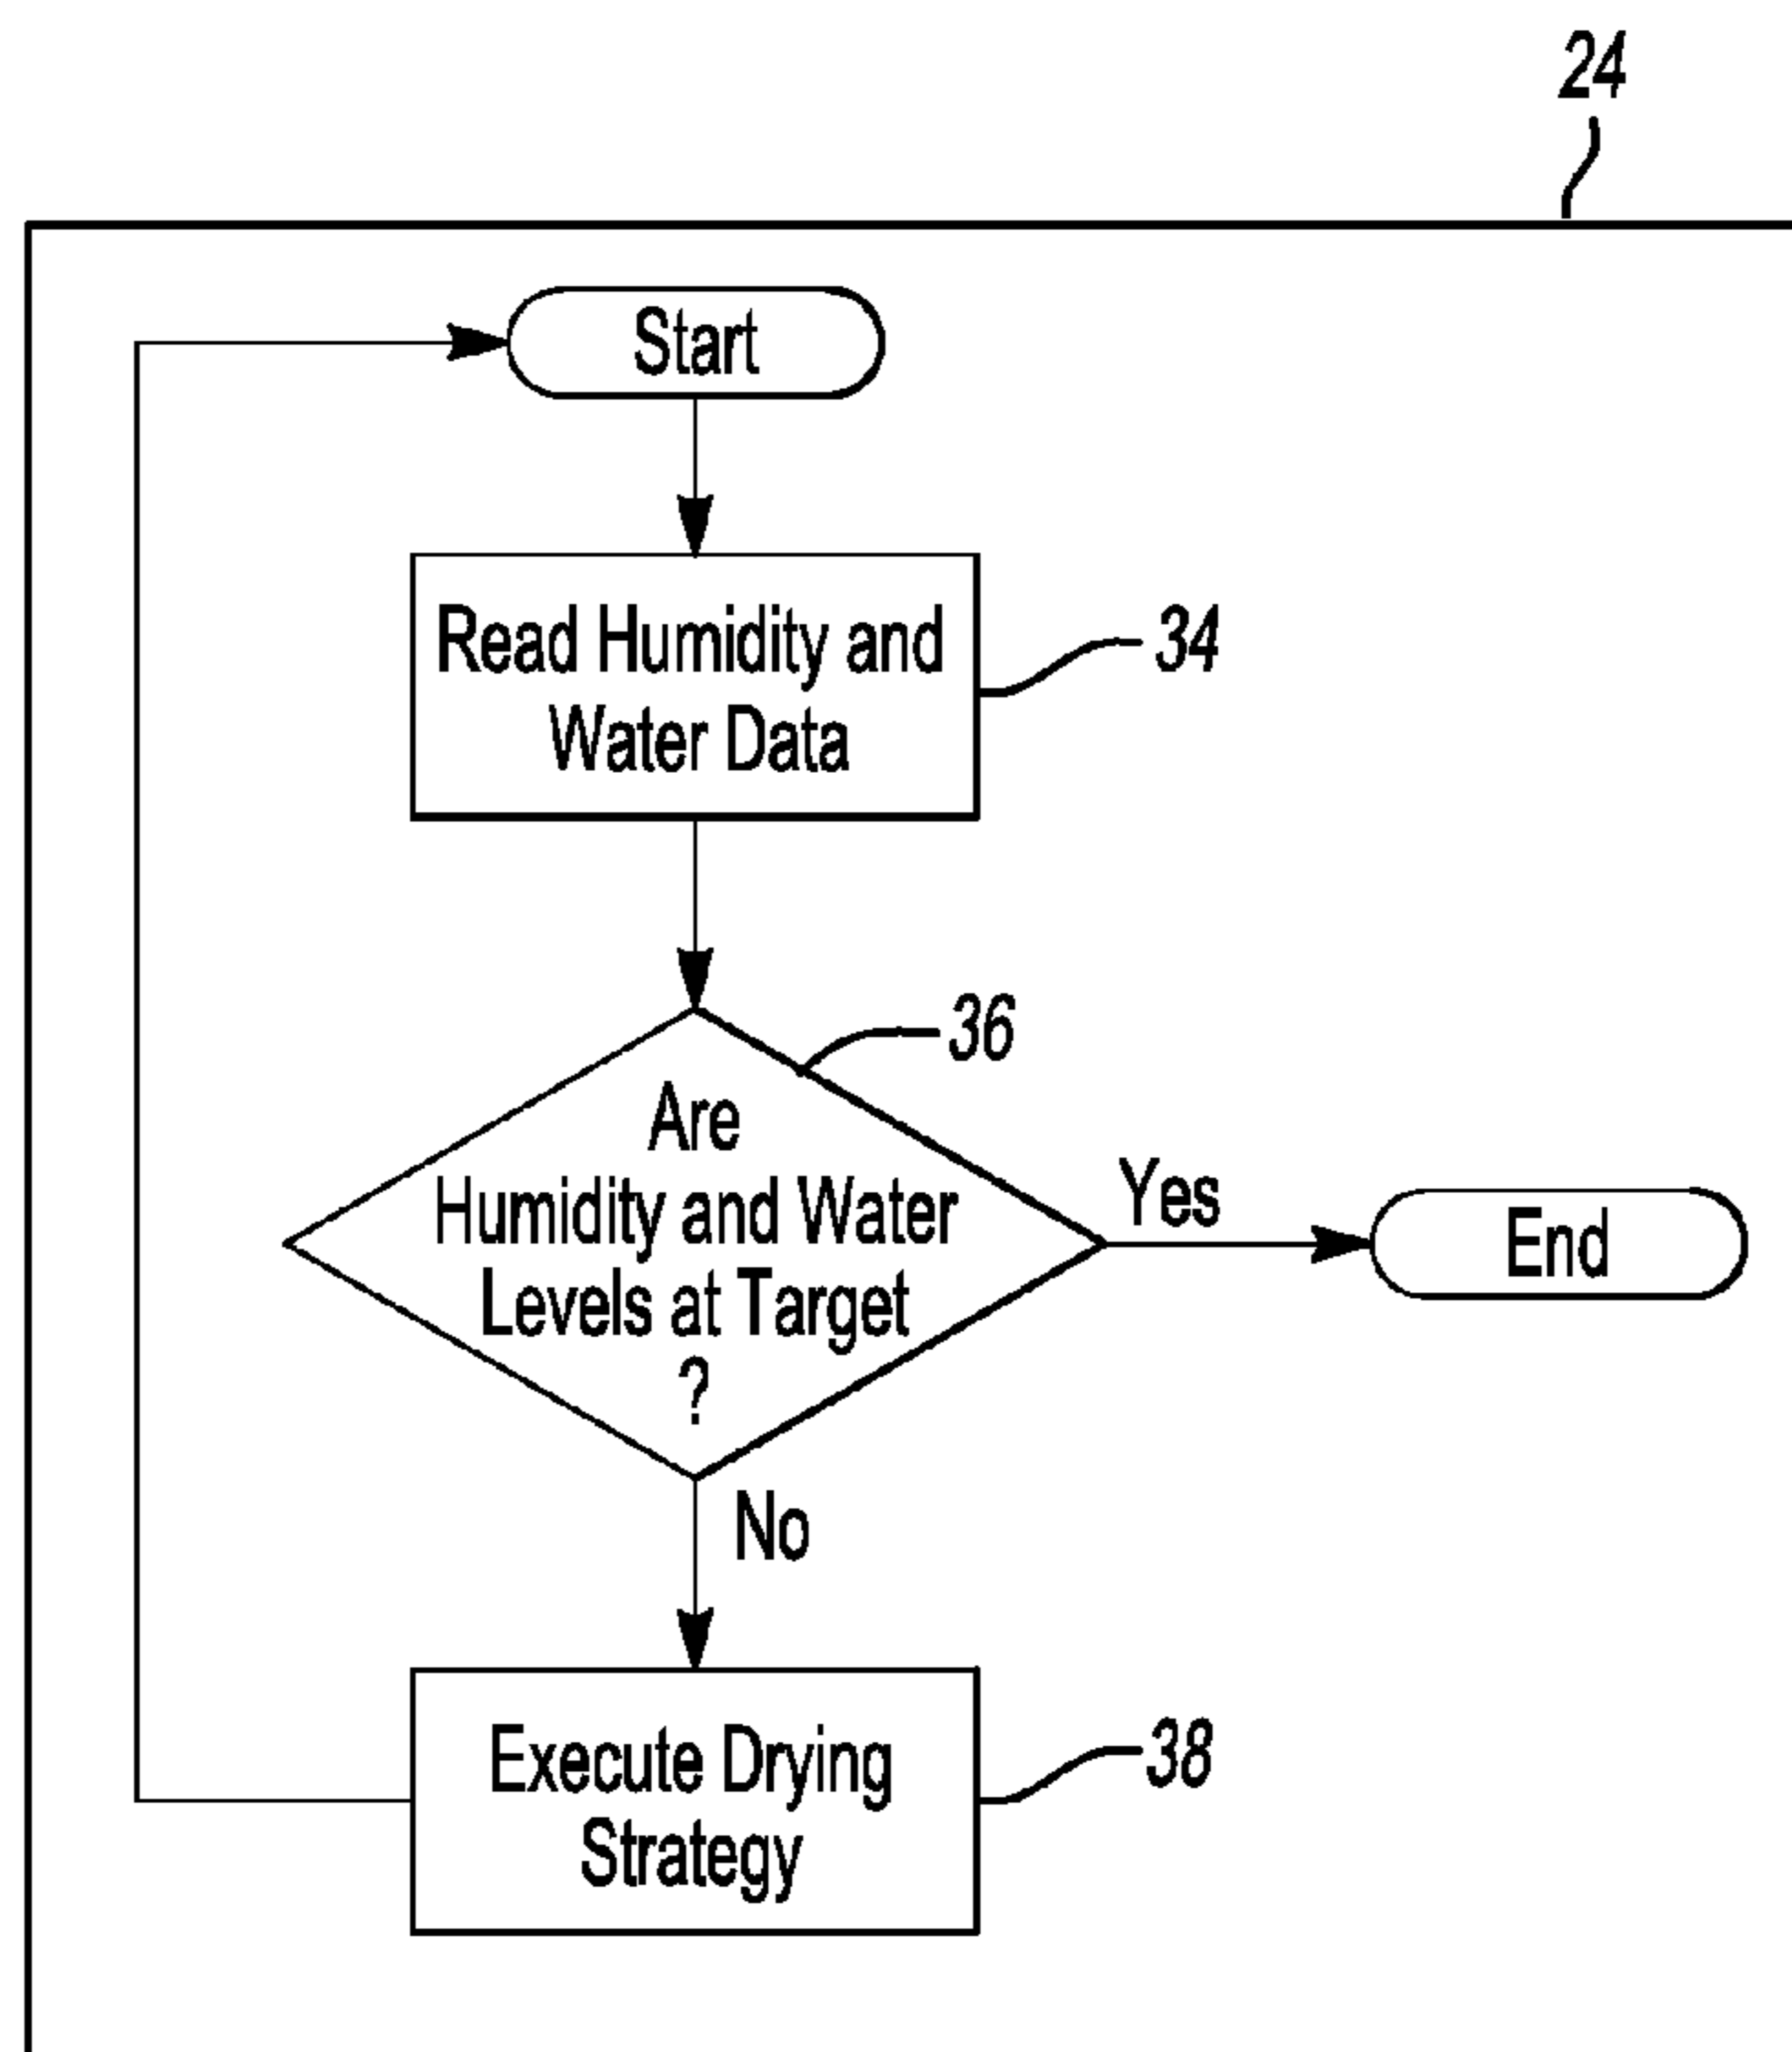 24
Start
Read Humidity and
Water Data
34
36
Are
Humidity and Water
Levels at Target
?
Yes
End
No
Execute Drying
Strategy
38